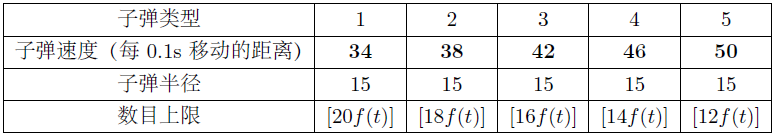 子弹类型 1 2 3 4 5
子弹速度（每 0.1s 移动的距离) 34 38 42 46 50
子弹半径 15 15 15 15 15
数目上限 [20f(t)] [18f(t)] [16f(t)] [14f(t)] [12f(t)]